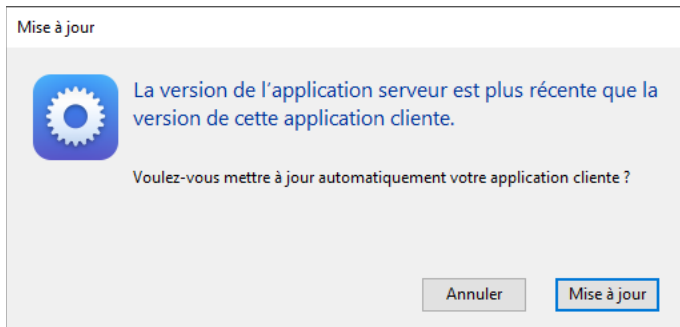 Mise à jour
La version de l’application serveur est plus récente que la
version de cette application cliente.
Voulez-vous mettre à jour automatiquement votre application cliente ?
Annuler
Mise à jour